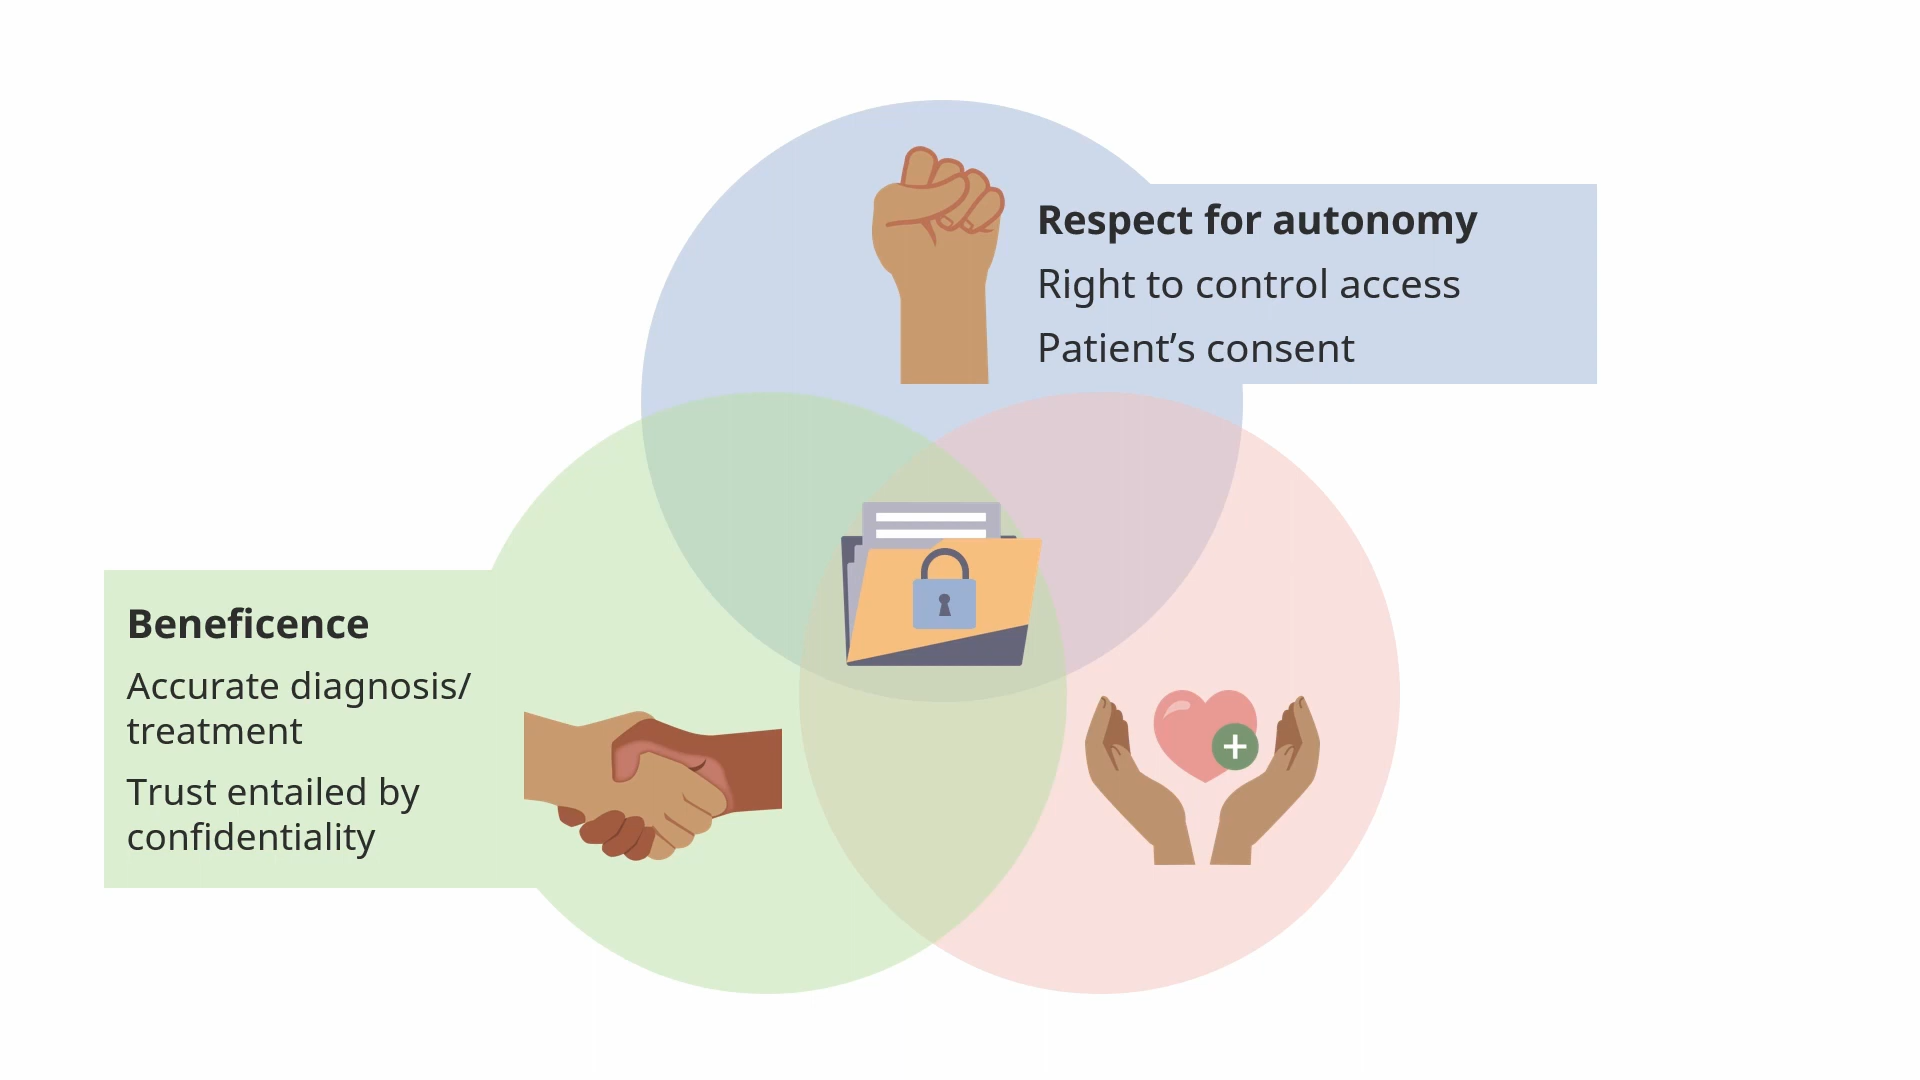 Respect for autonomy
Right to control access
Patient’s consent
Beneficence
Accurate diagnosis/
treatment
Trust entailed by
confidentiality